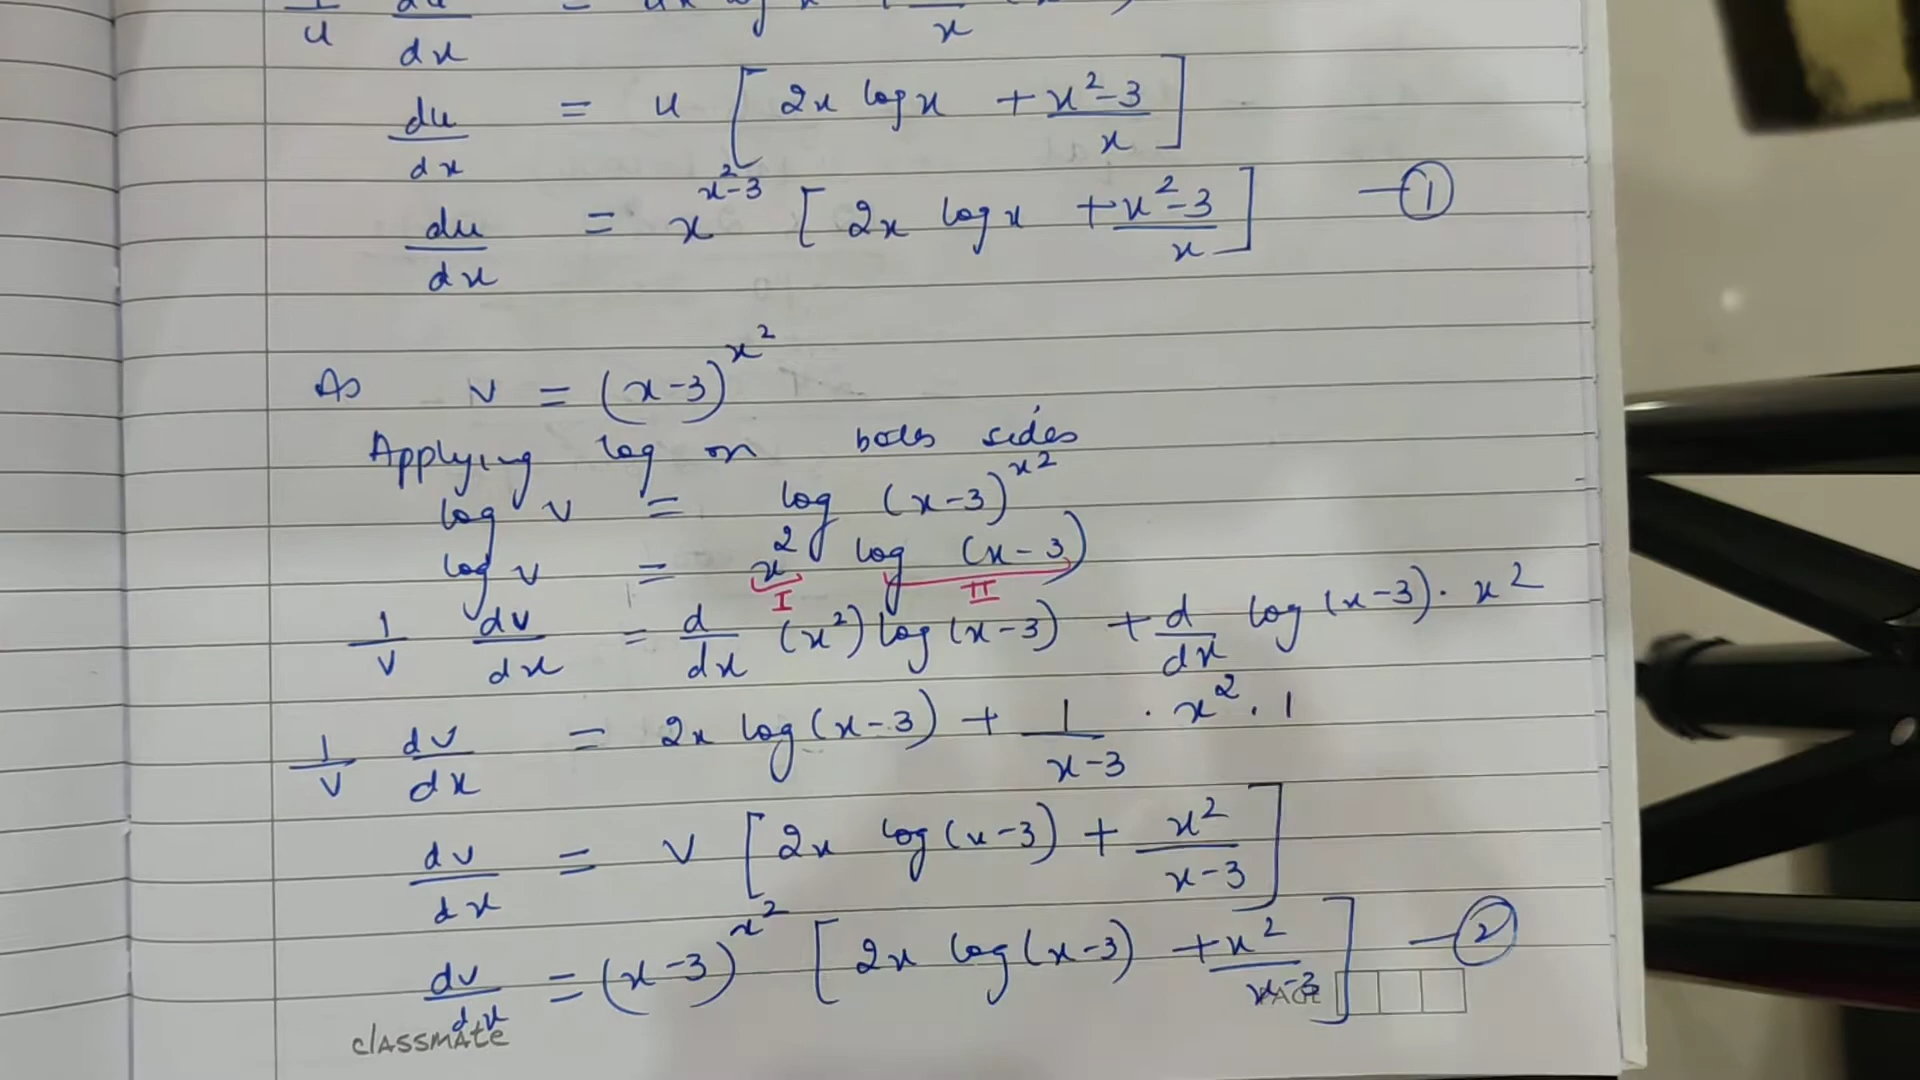 u dx x
du/dx = u [ 2x log x + (x²-3)/x ]
du/dx = x^(x²-3) [ 2x log x + (x²-3)/x ] —①
As v = (x-3)^x²
Applying log on both sides
log v = log (x-3)^x²
log v = x² log (x-3)
I II
1/v dv/dx = d/dx (x²) log(x-3) + d/dx log(x-3) . x²
1/v dv/dx = 2x log(x-3) + 1/(x-3) . x² . 1
dv/dx = v [ 2x log(x-3) + x²/(x-3) ]
dv/dx = (x-3)^x² [ 2x log(x-3) + x²/(x-3) ] —②
classmate PAGE